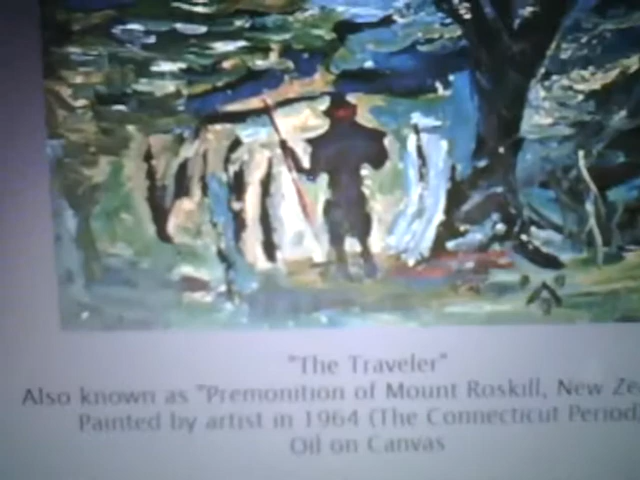 "The Traveler"
Also known as "Premonition of Mount Roskill, New Ze
Painted by artist in 1964 (The Connecticut Period)
Oil on Canvas